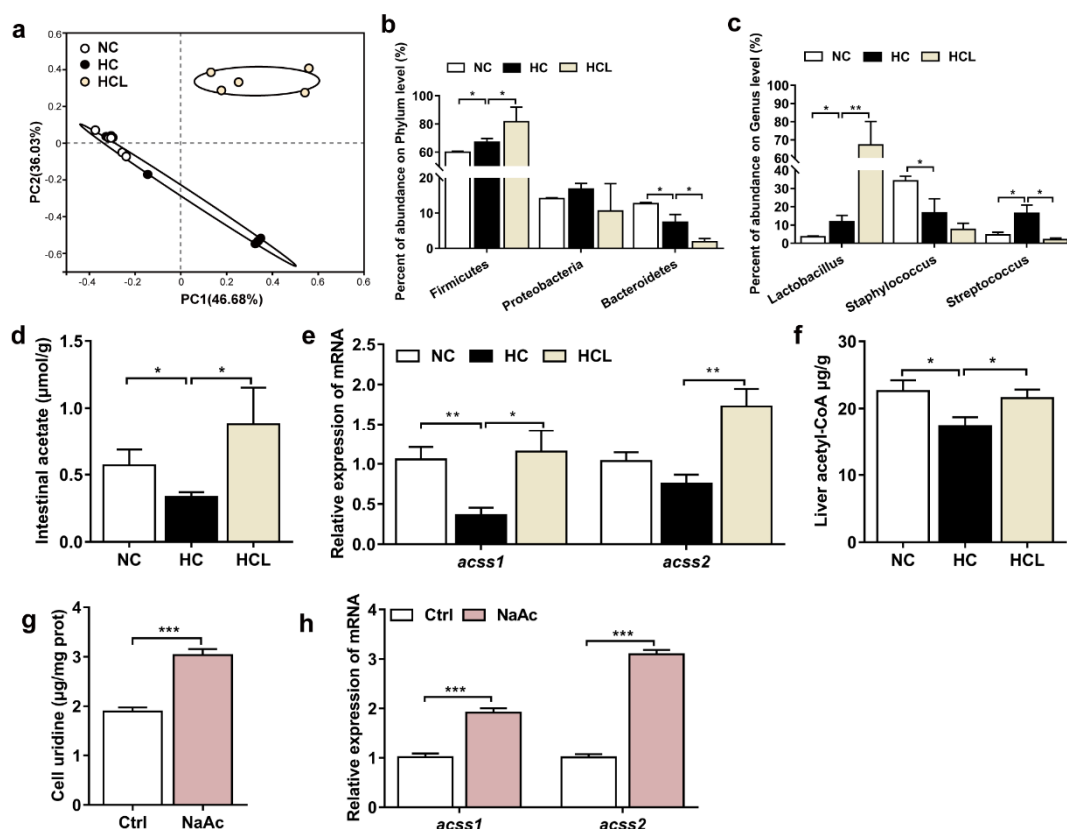 a
NC
HC
HCL
PC2(36.03%)
0.6
0.4
0.2
0
-0.2
-0.4
-0.6
-0.4
-0.2
0
0.2
0.4
0.6
0.8
PC1(46.68%)
b
NC HC HCL
Percent of abundance on Phylum level (%)
100
80
60
20
10
0
* *
* *
Firmicutes
Proteobacteria
Bacteroidetes
c
NC HC HCL
Percent of abundance on Genus level (%)
100
90
80
70
60
50
40
30
20
10
0
* **
*
* *
Lactobacillus
Staphylococcus
Streptococcus
d
Intestinal acetate (μmol/g)
1.5
1.0
0.5
0.0
* *
NC HC HCL
e
NC HC HCL
Relative expression of mRNA
2.5
2.0
1.5
1.0
0.5
0.0
** *
**
acss1 acss2
f
Liver acetyl-CoA μg/g
30
20
10
0
* *
NC HC HCL
g
Cell uridine (μg/mg prot)
4
3
2
1
0
***
Ctrl NaAc
h
Ctrl NaAc
Relative expression of mRNA
4
3
2
1
0
***
***
acss1 acss2